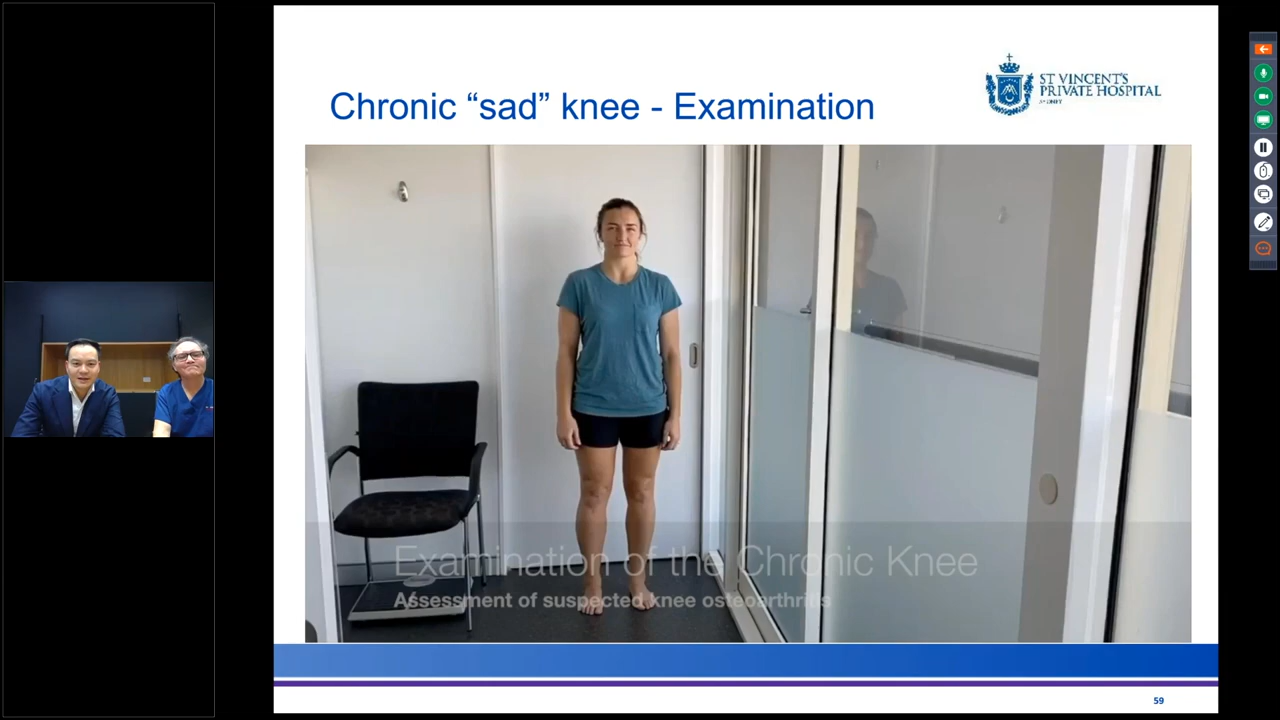 Chronic “sad” knee - Examination
ST VINCENT'S
PRIVATE HOSPITAL
SYDNEY
Examination of the Chronic Knee
Assessment of suspected knee osteoarthritis
59